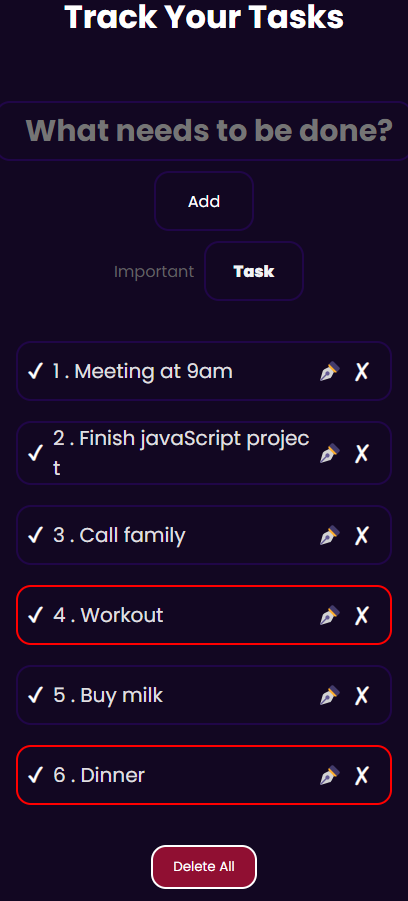 Track Your Tasks
What needs to be done?
Add
Important Task
✓ 1 . Meeting at 9am ✗
✓ 2 . Finish javaScript projec
t ✗
✓ 3 . Call family ✗
✓ 4 . Workout ✗
✓ 5 . Buy milk ✗
✓ 6 . Dinner ✗
Delete All